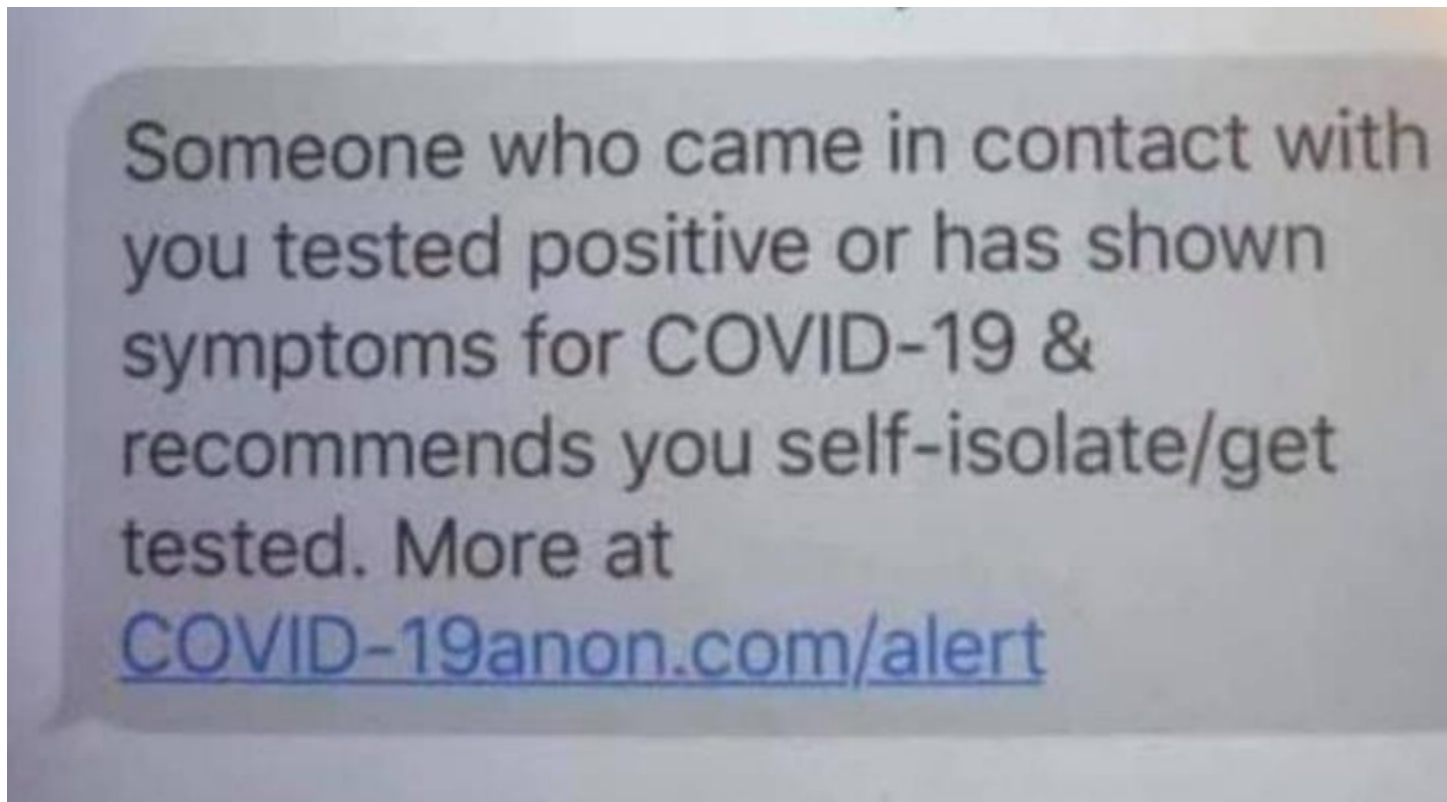 Someone who came in contact with
you tested positive or has shown
symptoms for COVID-19 &
recommends you self-isolate/get
tested. More at
COVID-19anon.com/alert